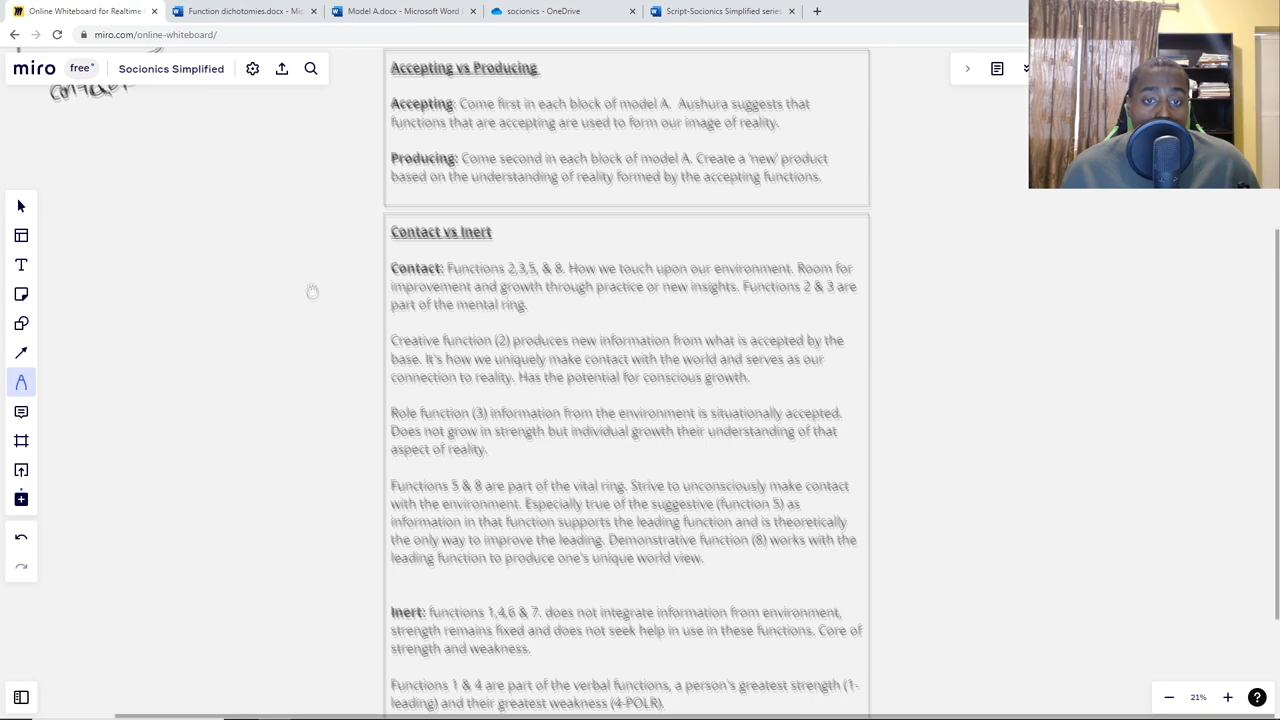 Online Whiteboard for Realtime
Function dichotomies.docx - Mic
Model A.docx - Microsoft Word
socionics - OneDrive
Script-Socionics Simplified serie
miro.com/online-whiteboard/
miro free Socionics Simplified
Accepting vs Producing
Accepting: Come first in each block of model A. Aushura suggests that
functions that are accepting are used to form our image of reality.
Producing: Come second in each block of model A. Create a 'new' product
based on the understanding of reality formed by the accepting functions.
Contact vs Inert
Contact: Functions 2,3,5, & 8. How we touch upon our environment. Room for
improvement and growth through practice or new insights. Functions 2 & 3 are
part of the mental ring.
Creative function (2) produces new information from what is accepted by the
base. It's how we uniquely make contact with the world and serves as our
connection to reality. Has the potential for conscious growth.
Role function (3) information from the environment is situationally accepted.
Does not grow in strength but individual growth their understanding of that
aspect of reality.
Functions 5 & 8 are part of the vital ring. Strive to unconsciously make contact
with the environment. Especially true of the suggestive (function 5) as
information in that function supports the leading function and is theoretically
the only way to improve the leading. Demonstrative function (8) works with the
leading function to produce one's unique world view.
Inert: functions 1,4,6 & 7. does not integrate information from environment,
strength remains fixed and does not seek help in use in these functions. Core of
strength and weakness.
Functions 1 & 4 are part of the verbal functions, a person's greatest strength (1-
leading) and their greatest weakness (4-POLR).
21%